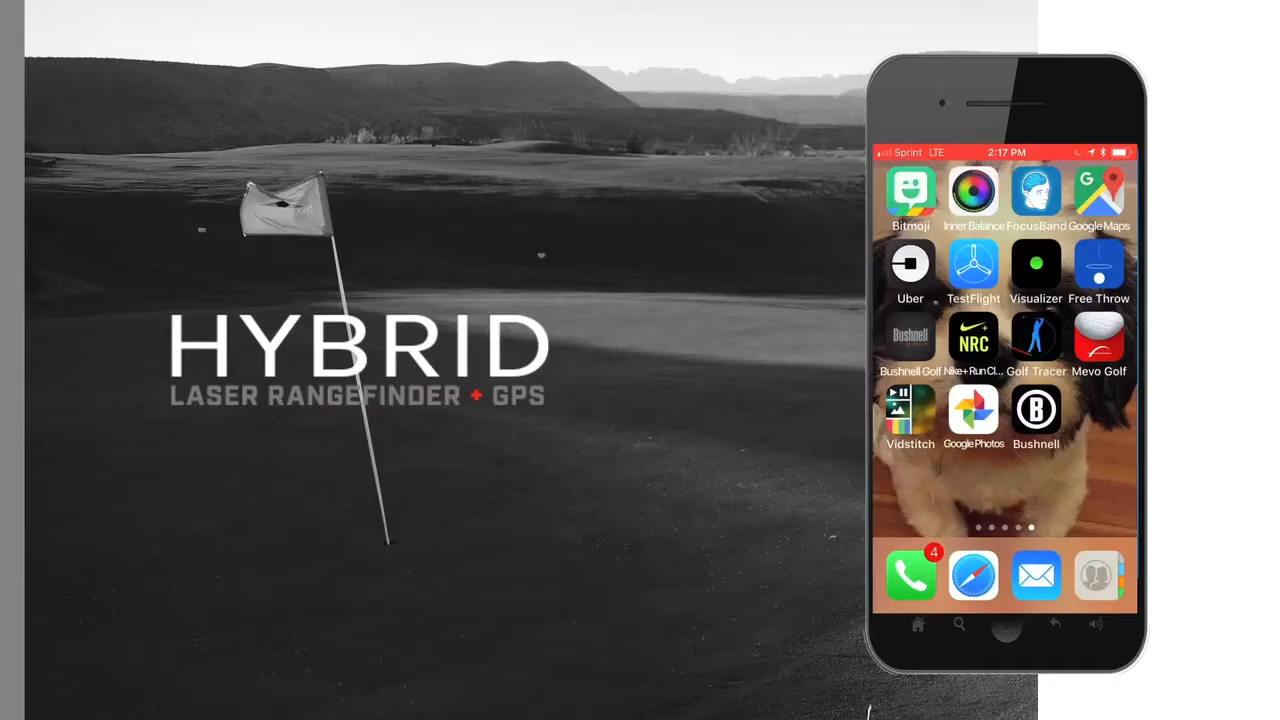 HYBRID
LASER RANGEFINDER + GPS
Sprint LTE 2:17 PM
G
Bitmoji Inner Balance FocusBand Google Maps
Uber TestFlight Visualizer Free Throw
Bushnell NRC
Bushnell Golf Nike+ Run Cl... Golf Tracer Mevo Golf
B
Vidstitch Google Photos Bushnell
4